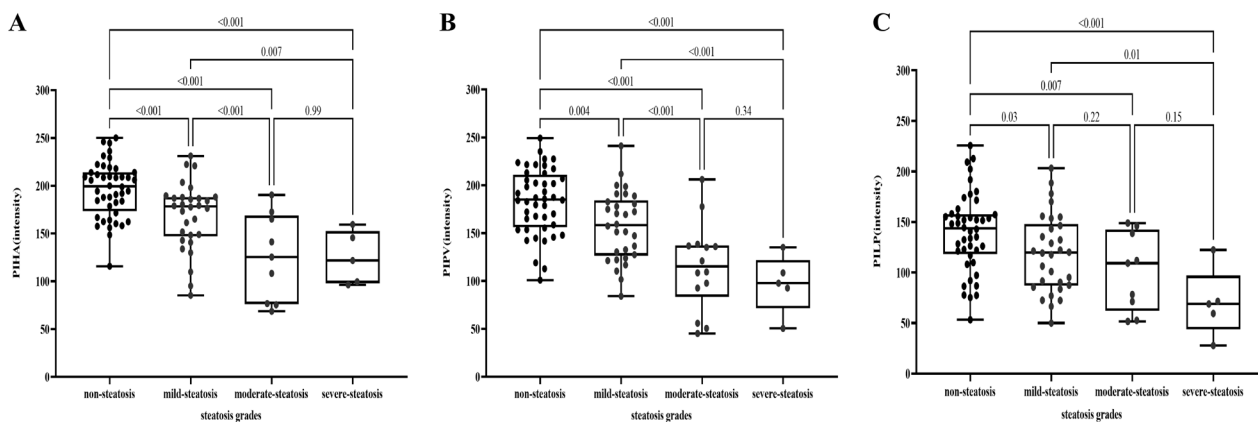 A
<0.001
0.007
<0.001
<0.001
<0.001
0.99
300
250
200
150
100
50
0
PIHA(intensity)
non-steatosis
mild-steatosis
moderate-steatosis
severe-steatosis
steatosis grades
B
<0.001
<0.001
<0.001
0.004
<0.001
0.34
300
250
200
150
100
50
0
PIPV(intensity)
non-steatosis
mild-steatosis
moderate-steatosis
severe-steatosis
steatosis grades
C
<0.001
0.01
0.007
0.03
0.22
0.15
300
250
200
150
100
50
0
PILP(intensity)
non-steatosis
mild-steatosis
moderate-steatosis
severe-steatosis
steatosis grades